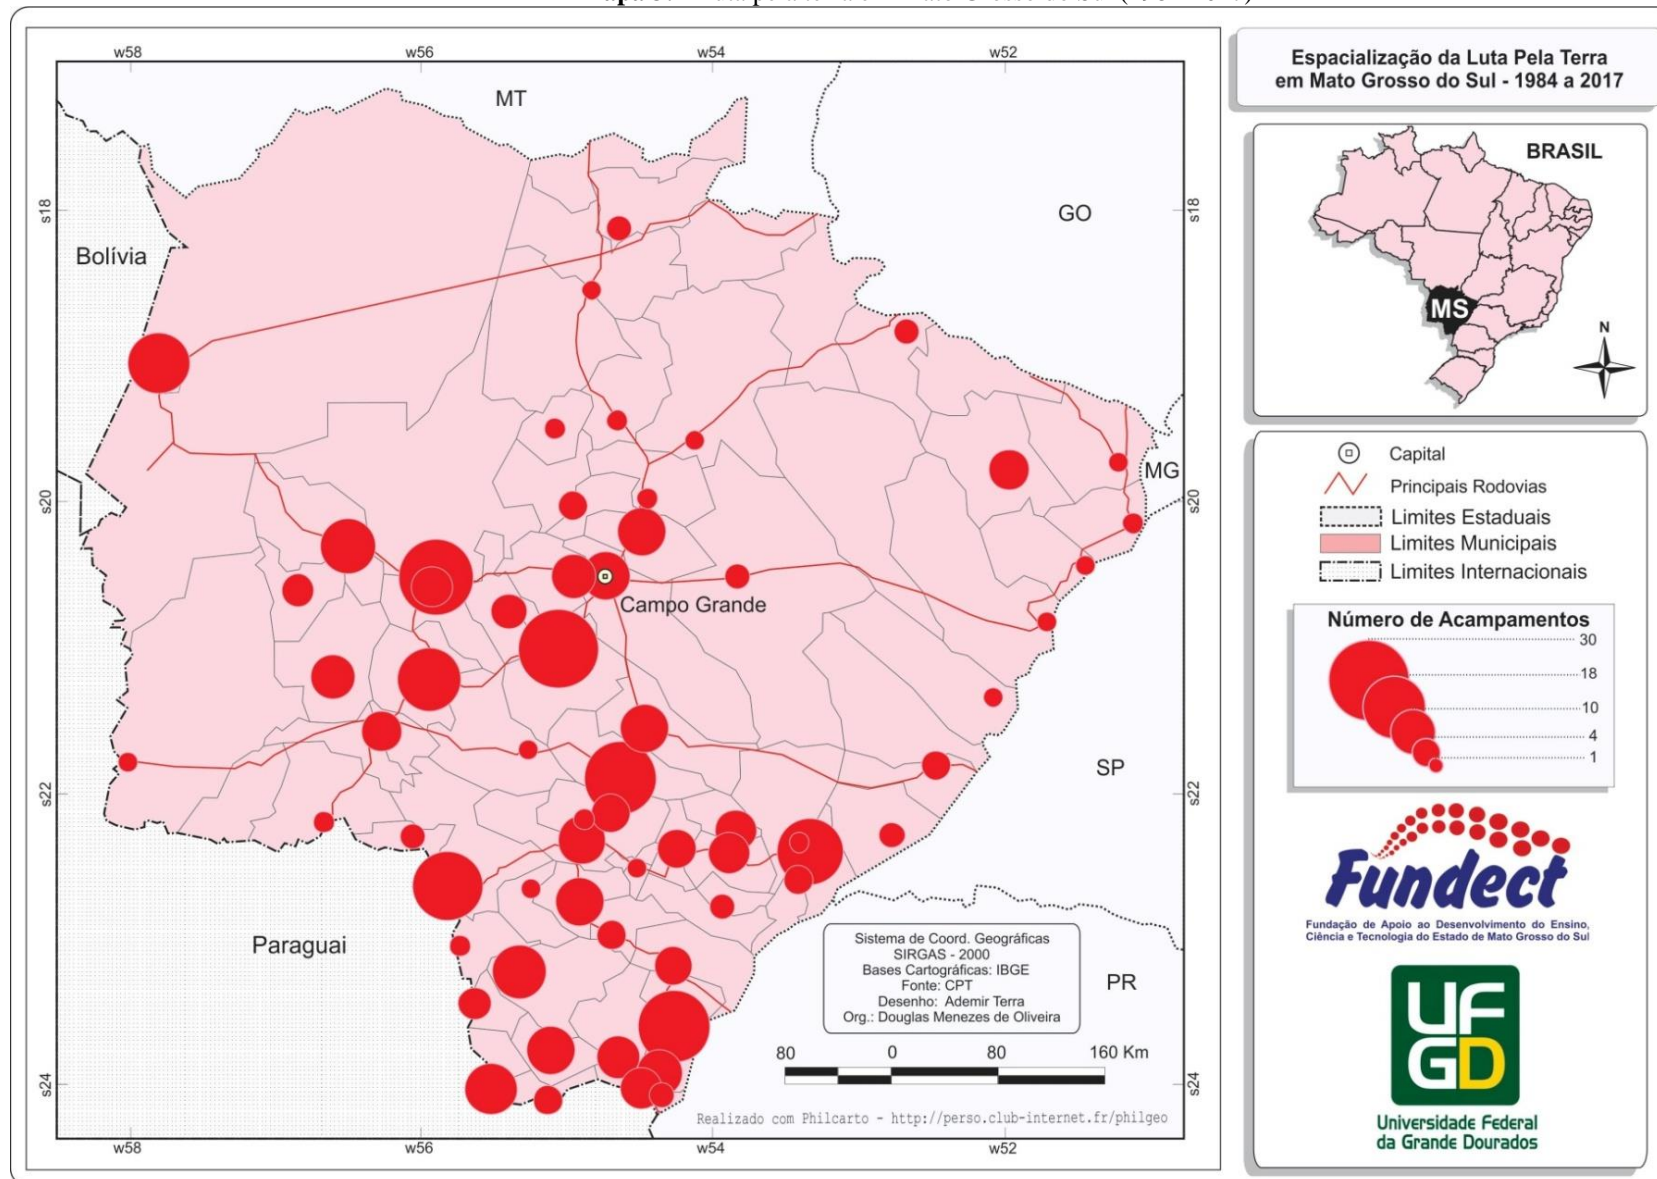 w58
w56
w54
w52
MT
GO
Bolívia
s18
s18
MG
s20
s20
Campo Grande
SP
s22
s22
Paraguai
PR
s24
s24
Sistema de Coord. Geográficas
SIRGAS - 2000
Bases Cartográficas: IBGE
Fonte: CPT
Desenho: Ademir Terra
Org.: Douglas Menezes de Oliveira
80 0 80 160 Km
Realizado com Philcarto - http://perso.club-internet.fr/philgeo
w58
w56
w54
w52
Espacialização da Luta Pela Terra
em Mato Grosso do Sul - 1984 a 2017
BRASIL
MS
N
Capital
Principais Rodovias
Limites Estaduais
Limites Municipais
Limites Internacionais
Número de Acampamentos
30
18
10
4
1
Fundect
Fundação de Apoio ao Desenvolvimento do Ensino,
Ciência e Tecnologia do Estado de Mato Grosso do Sul
UF
GD
Universidade Federal
da Grande Dourados